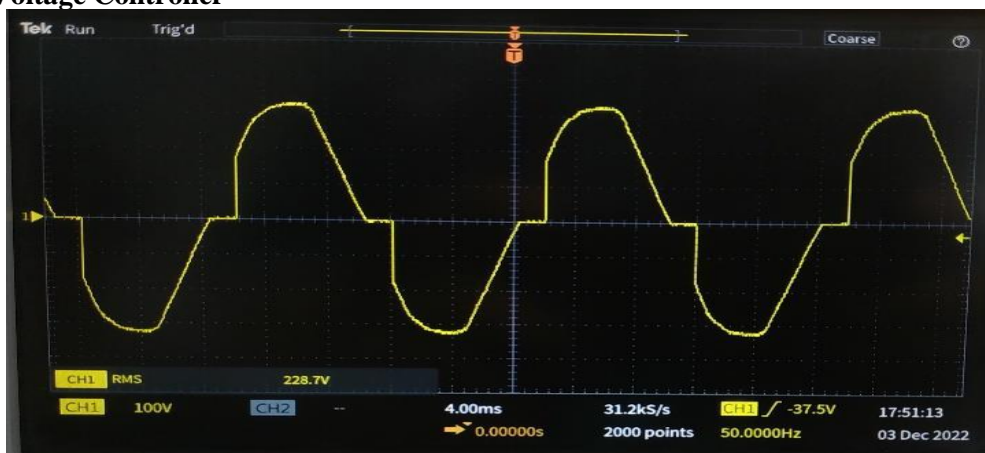 Voltage Controller
Tek Run Trig'd
Coarse
CH1 RMS 228.7V
CH1 100V CH2 -- 4.00ms 31.2kS/s CH1 -37.5V 17:51:13
0.00000s 2000 points 50.0000Hz 03 Dec 2022